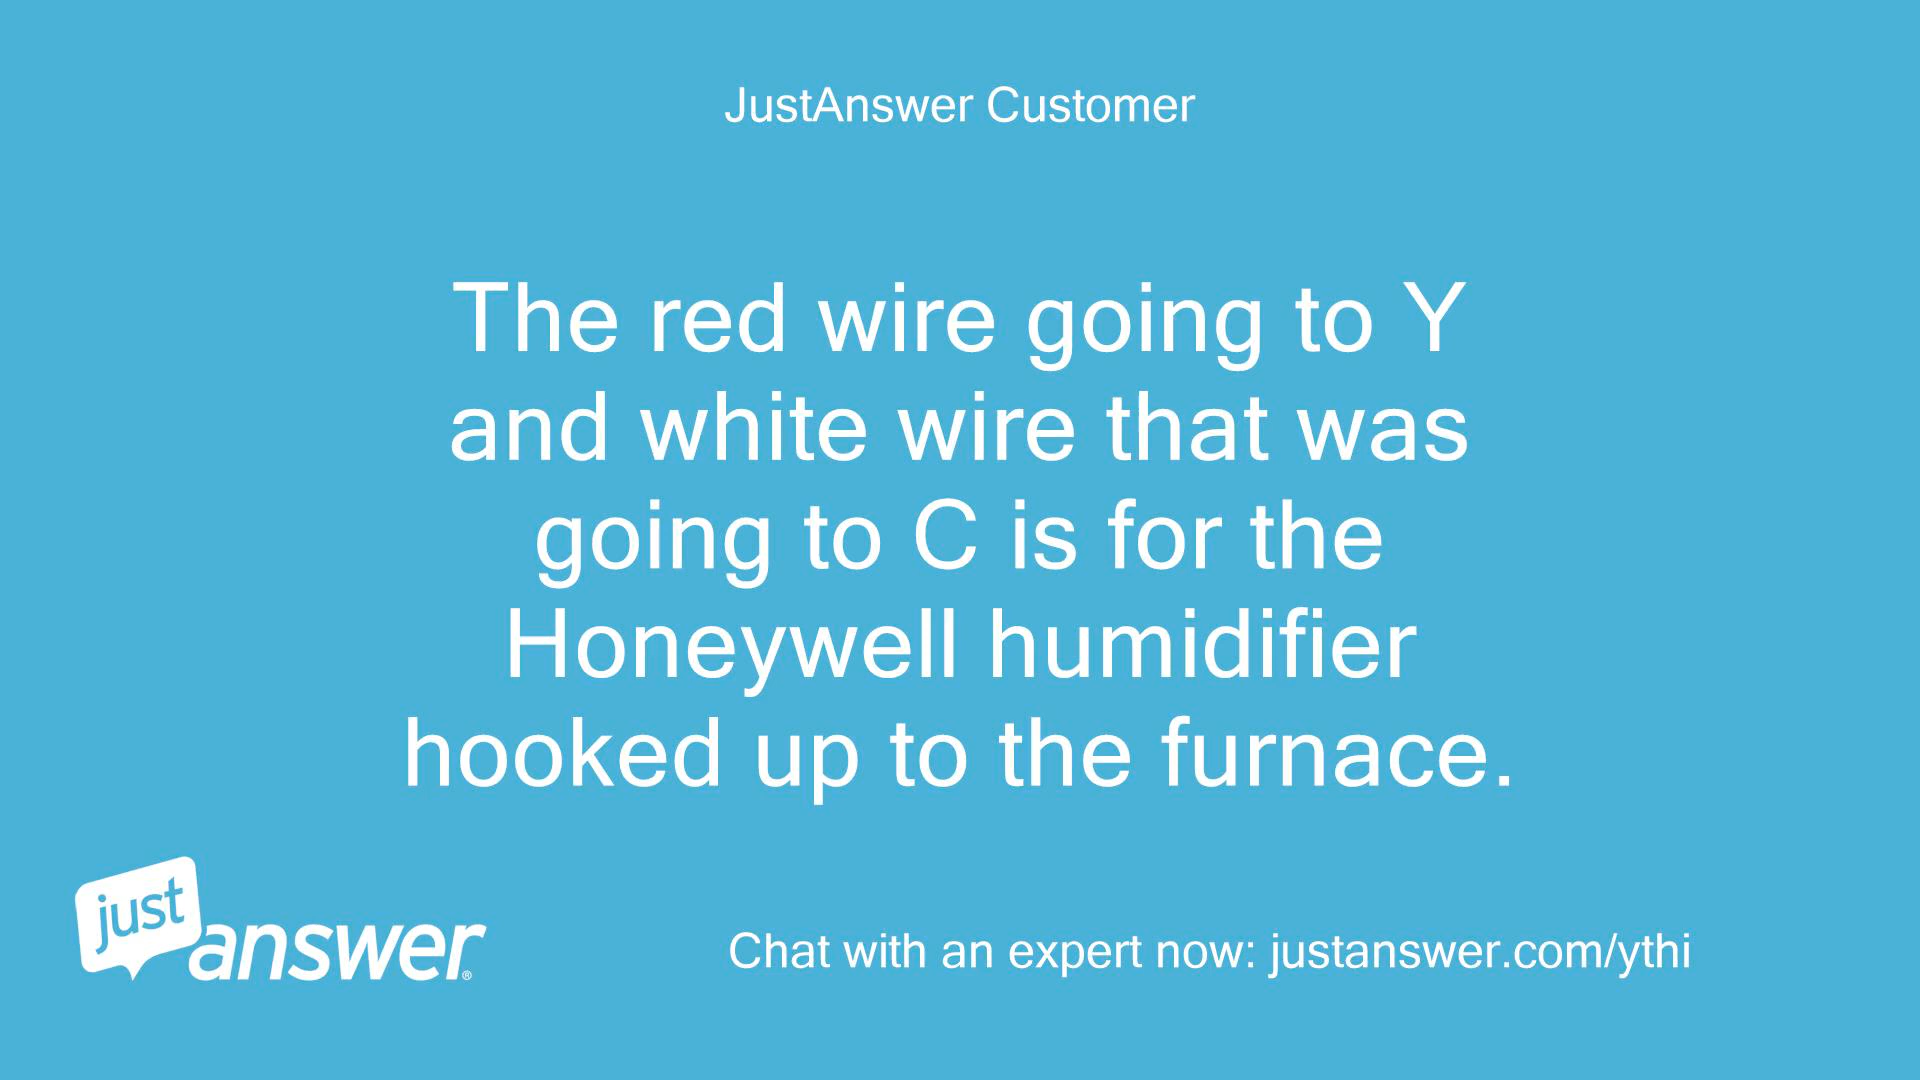 JustAnswer Customer
The red wire going to Y
and white wire that was
going to C is for the
Honeywell humidifier
hooked up to the furnace.
just
answer®
Chat with an expert now: justanswer.com/ythi